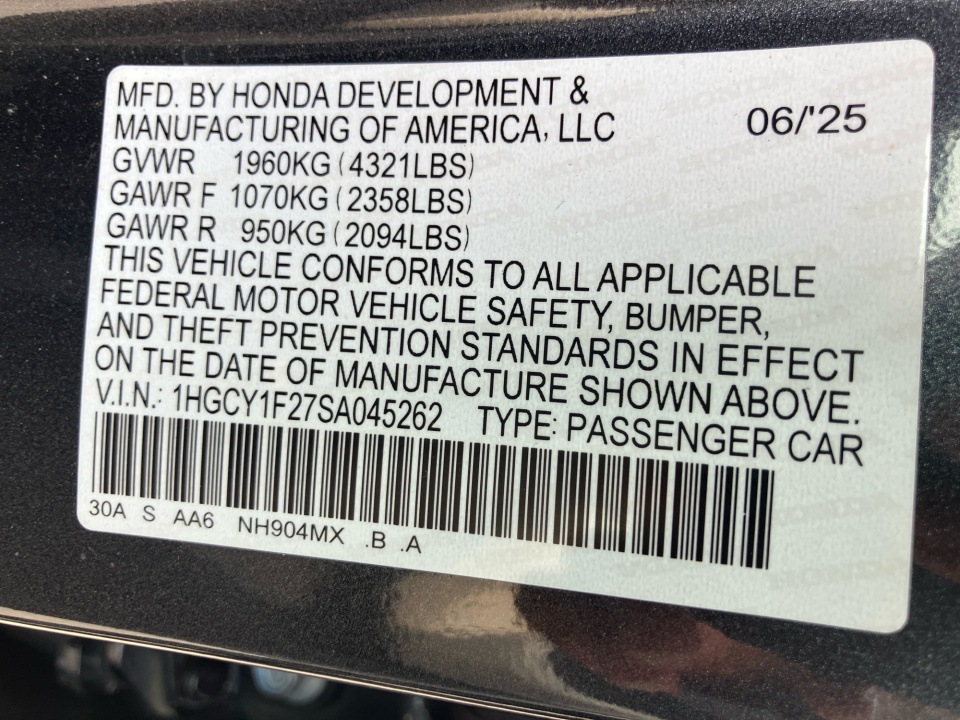 MFD. BY HONDA DEVELOPMENT &
MANUFACTURING OF AMERICA, LLC 06/'25
GVWR 1960KG (4321LBS)
GAWR F 1070KG (2358LBS)
GAWR R 950KG (2094LBS)
THIS VEHICLE CONFORMS TO ALL APPLICABLE
FEDERAL MOTOR VEHICLE SAFETY, BUMPER,
AND THEFT PREVENTION STANDARDS IN EFFECT
ON THE DATE OF MANUFACTURE SHOWN ABOVE.
V.I.N.: 1HGCY1F27SA045262 TYPE: PASSENGER CAR
30A S AA6 NH904MX .B .A